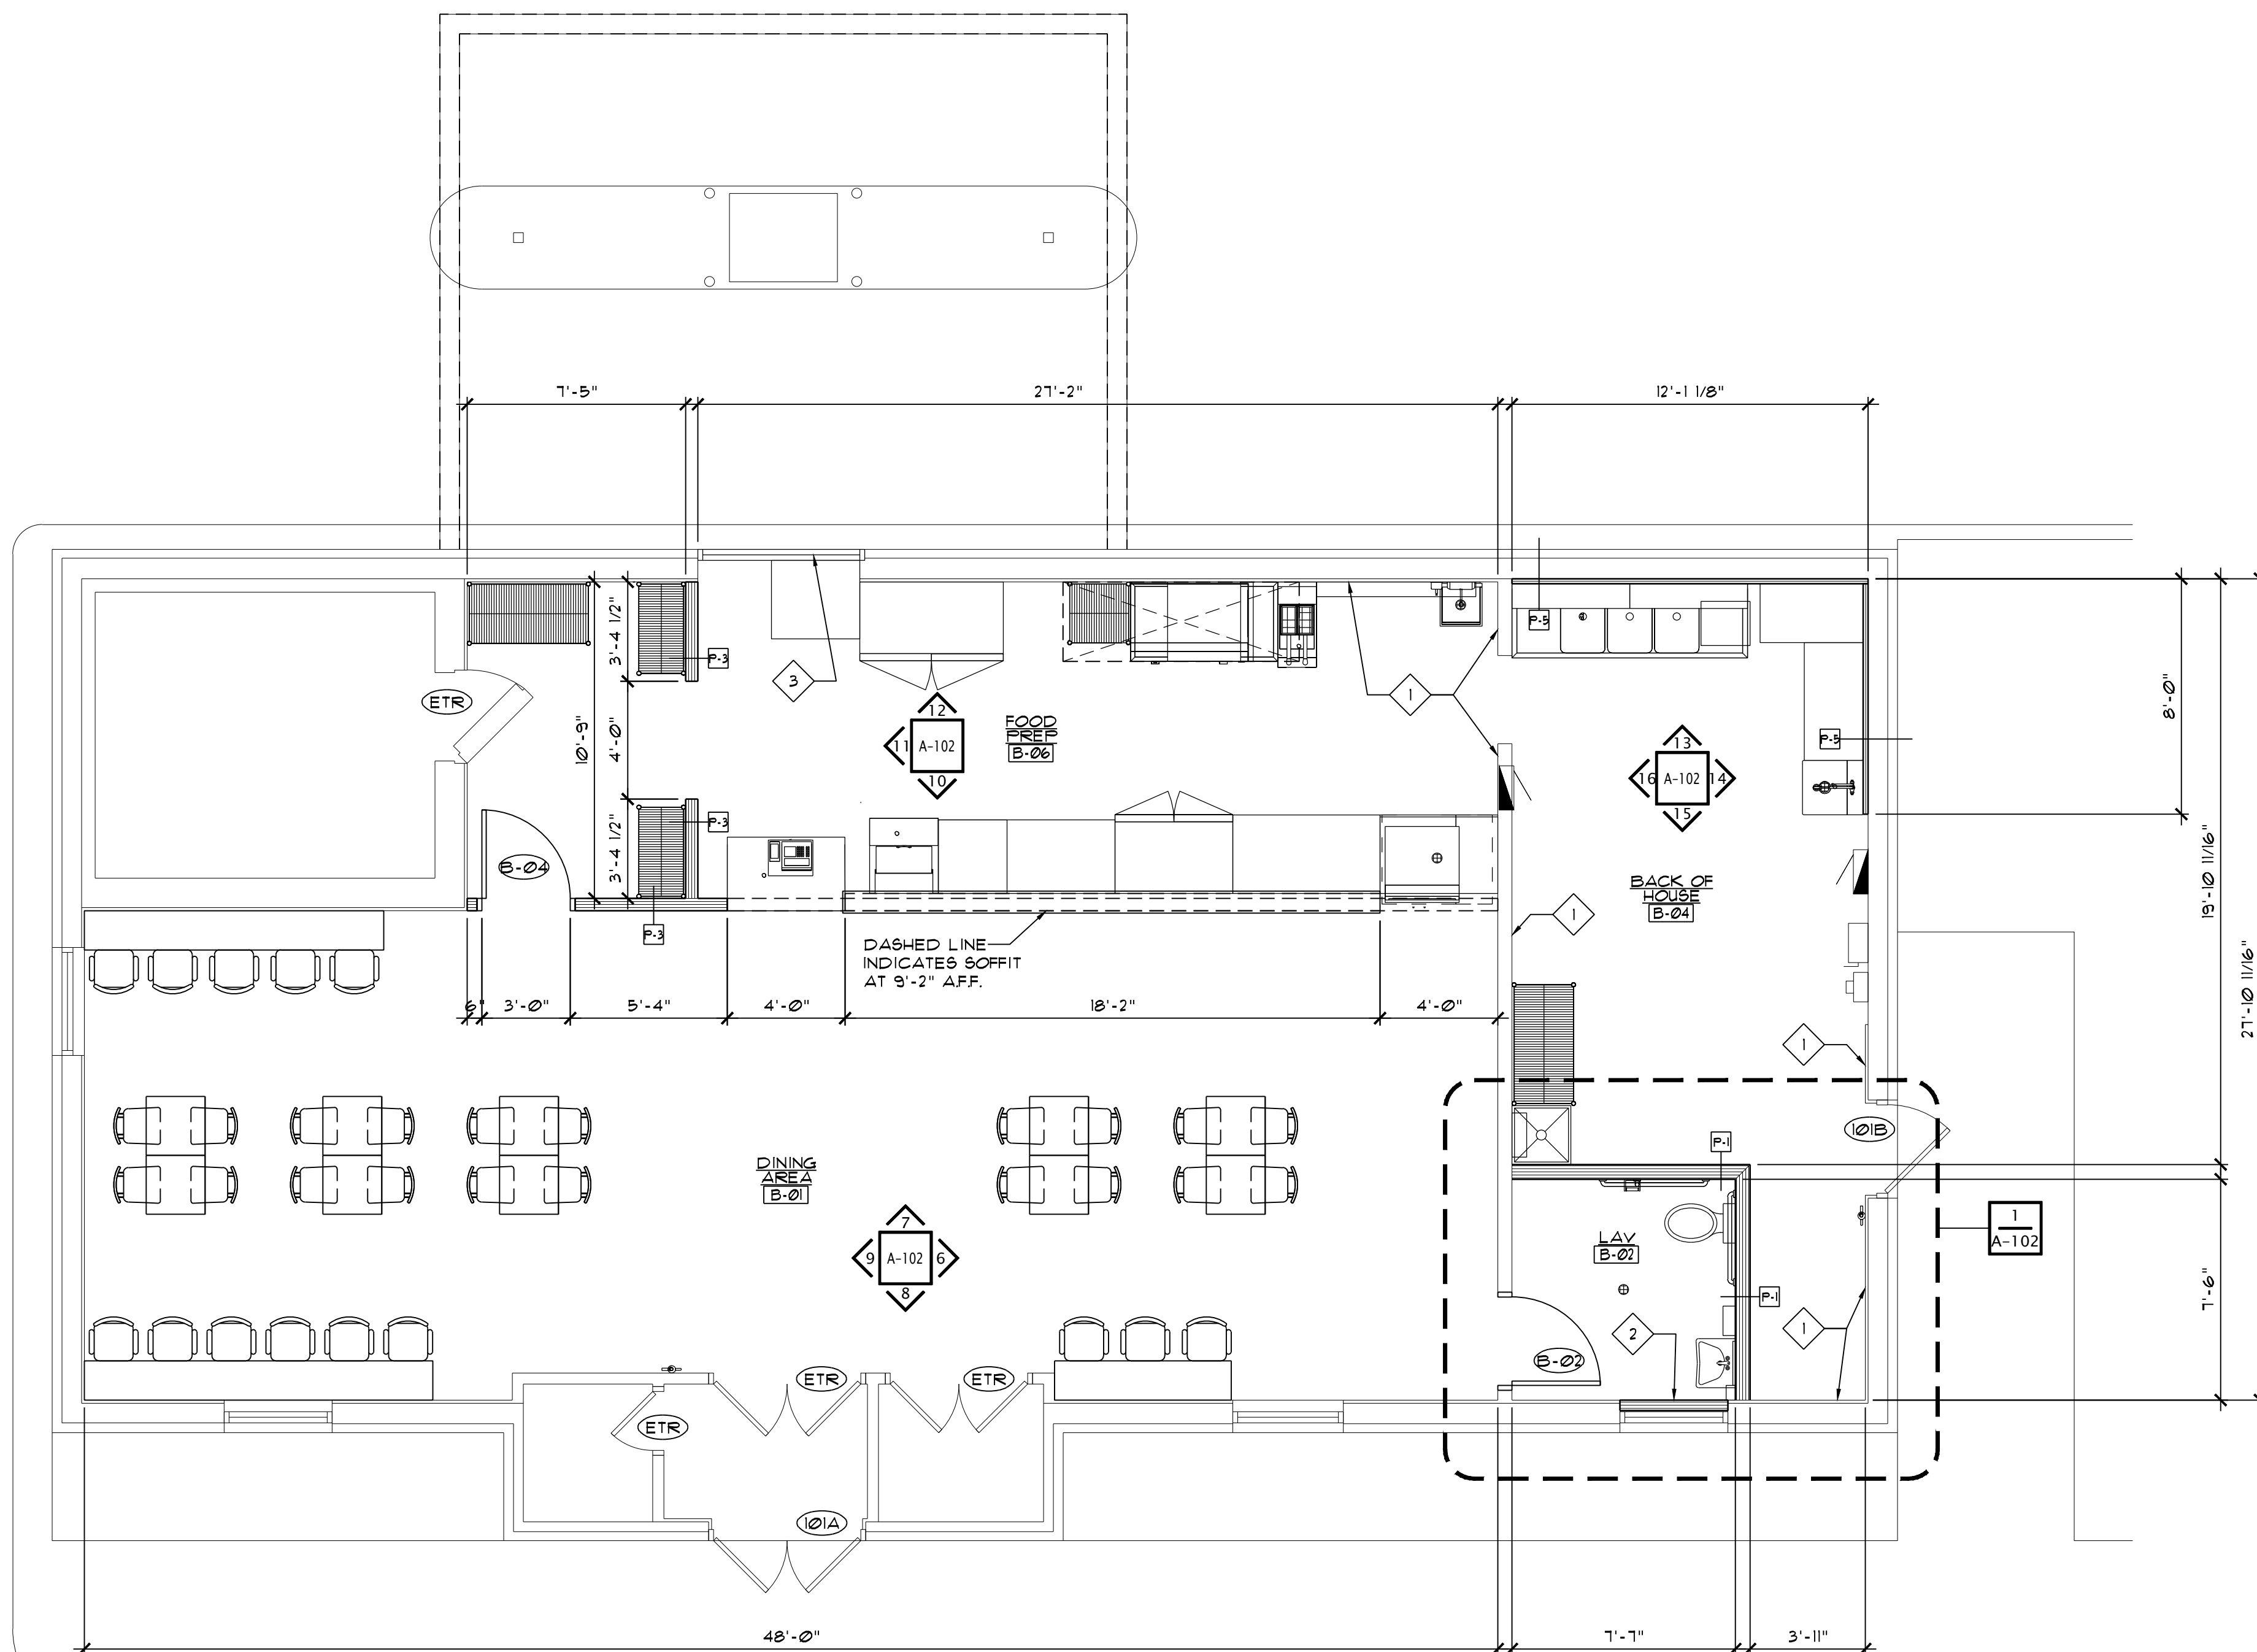 7'-5"
27'-2"
12'-1 1/8"
3'-4 1/2"
4'-0"
3'-4 1/2"
10'-9"
ETR
P-3
P-3
P-3
B-04
3
12
11
A-102
10
FOOD
PREP
B-06
1
P-5
P-5
13
16
A-102
14
15
BACK OF
HOUSE
B-04
8'-0"
19'-10 11/16"
27'-10 11/16"
DASHED LINE
INDICATES SOFFIT
AT 9'-2" A.F.F.
1
6"
3'-0"
5'-4"
4'-0"
18'-2"
4'-0"
1
101B
P-1
DINING
AREA
B-01
7
9
A-102
6
8
LAV
B-02
P-1
1
A-102
7'-6"
2
1
B-02
ETR
ETR
ETR
101A
48'-0"
7'-7"
3'-11"